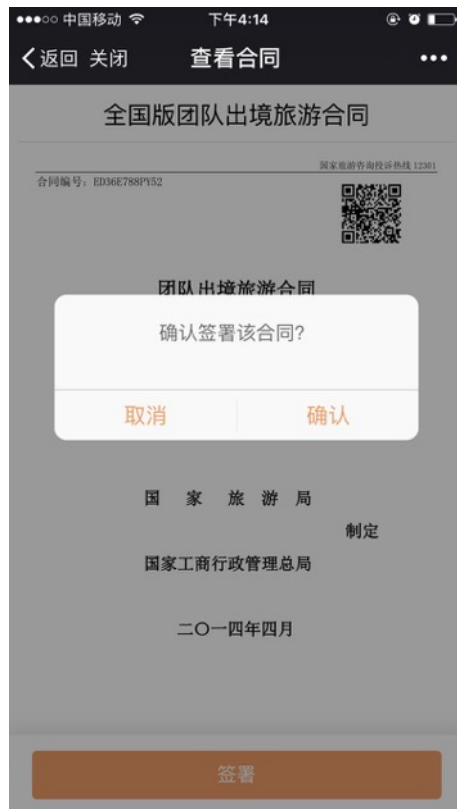 中国移动 下午4:14
返回 关闭 查看合同
全国版团队出境旅游合同
国家旅游咨询投诉热线 12301
合同编号：ED36E788PY52
团队出境旅游合同
确认签署该合同?
取消 确认
国 家 旅 游 局
制定
国家工商行政管理总局
二〇一四年四月
签署